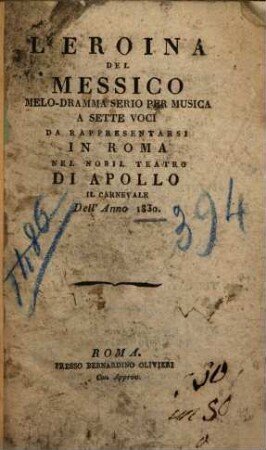 L'EROINA
DEL
MESSICO
MELO-DRAMMA SERIO PER MUSICA
A SETTE VOCI
DA RAPPRESENTARSI
IN ROMA
NEL NOBIL TEATRO
DI APOLLO
IL CARNEVALE
Dell' Anno 1830.
394
ROMA.
PRESSO BERNARDINO OLIVIERI
Con Approv.